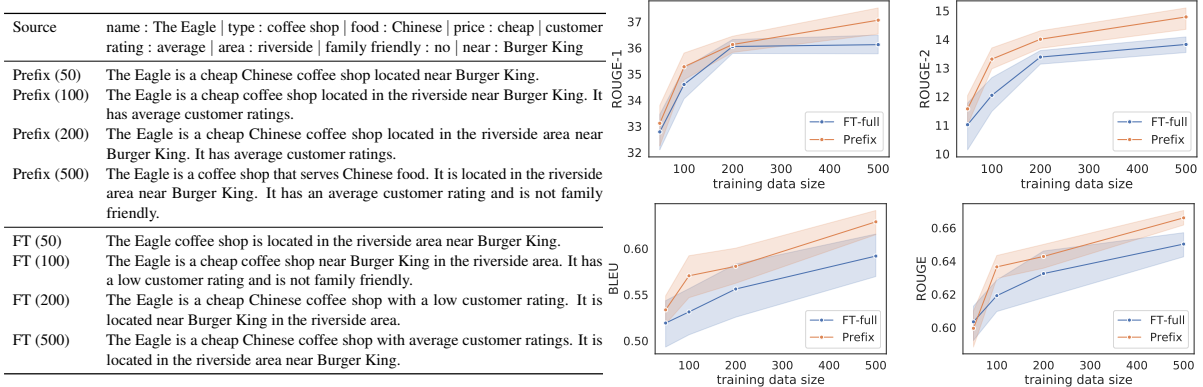 Source name : The Eagle | type : coffee shop | food : Chinese | price : cheap | customer
rating : average | area : riverside | family friendly : no | near : Burger King
Prefix (50) The Eagle is a cheap Chinese coffee shop located near Burger King.
Prefix (100) The Eagle is a cheap coffee shop located in the riverside near Burger King. It
has average customer ratings.
Prefix (200) The Eagle is a cheap Chinese coffee shop located in the riverside area near
Burger King. It has average customer ratings.
Prefix (500) The Eagle is a coffee shop that serves Chinese food. It is located in the riverside
area near Burger King. It has an average customer rating and is not family
friendly.
FT (50) The Eagle coffee shop is located in the riverside area near Burger King.
FT (100) The Eagle is a cheap coffee shop near Burger King in the riverside area. It has
a low customer rating and is not family friendly.
FT (200) The Eagle is a cheap Chinese coffee shop with a low customer rating. It is
located near Burger King in the riverside area.
FT (500) The Eagle is a cheap Chinese coffee shop with average customer ratings. It is
located in the riverside area near Burger King.
ROUGE-1
37
36
35
34
33
32
100 200 300 400 500
training data size
FT-full
Prefix
ROUGE-2
15
14
13
12
11
10
100 200 300 400 500
training data size
FT-full
Prefix
BLEU
0.60
0.55
0.50
100 200 300 400 500
training data size
FT-full
Prefix
ROUGE
0.66
0.64
0.62
0.60
100 200 300 400 500
training data size
FT-full
Prefix